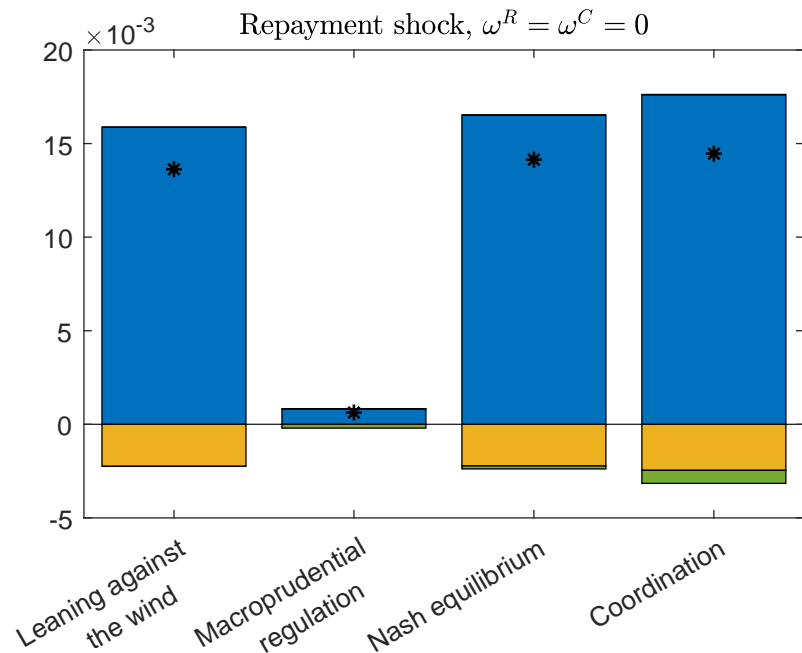 Repayment shock, ω^R = ω^C = 0
×10^-3
20
15
10
5
0
-5
Leaning against
the wind
Macroprudential
regulation
Nash equilibrium
Coordination